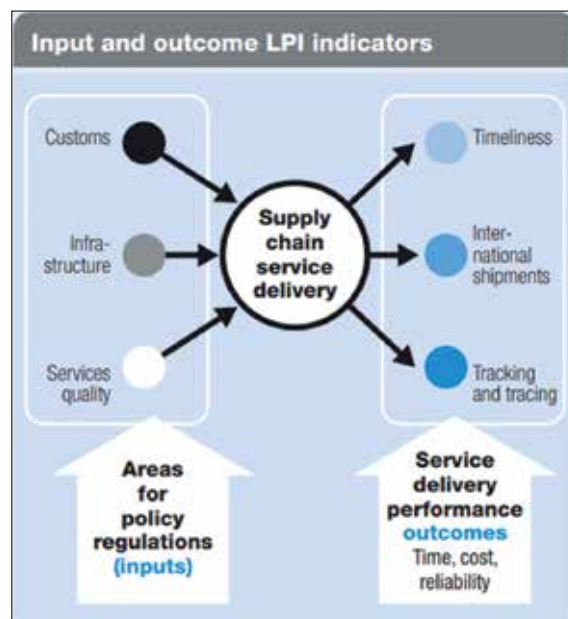 Input and outcome LPI indicators
Customs
Infra-
structure
Services
quality
Supply
chain
service
delivery
Timeliness
Inter-
national
shipments
Tracking
and tracing
Areas
for
policy
regulations
(inputs)
Service
delivery
performance
outcomes
Time, cost,
reliability